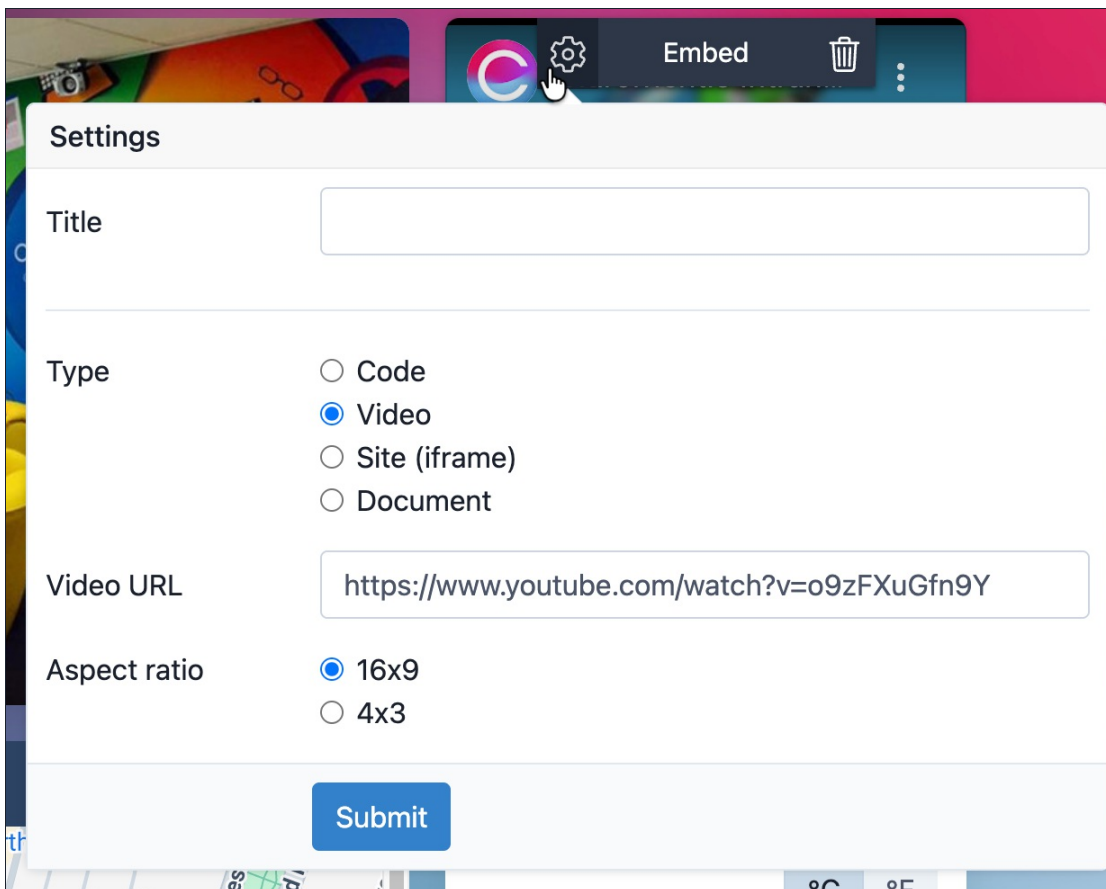 Embed
Settings
Title
Type
Code
Video
Site (iframe)
Document
Video URL
https://www.youtube.com/watch?v=o9zFXuGfn9Y
Aspect ratio
16x9
4x3
Submit
°C °F